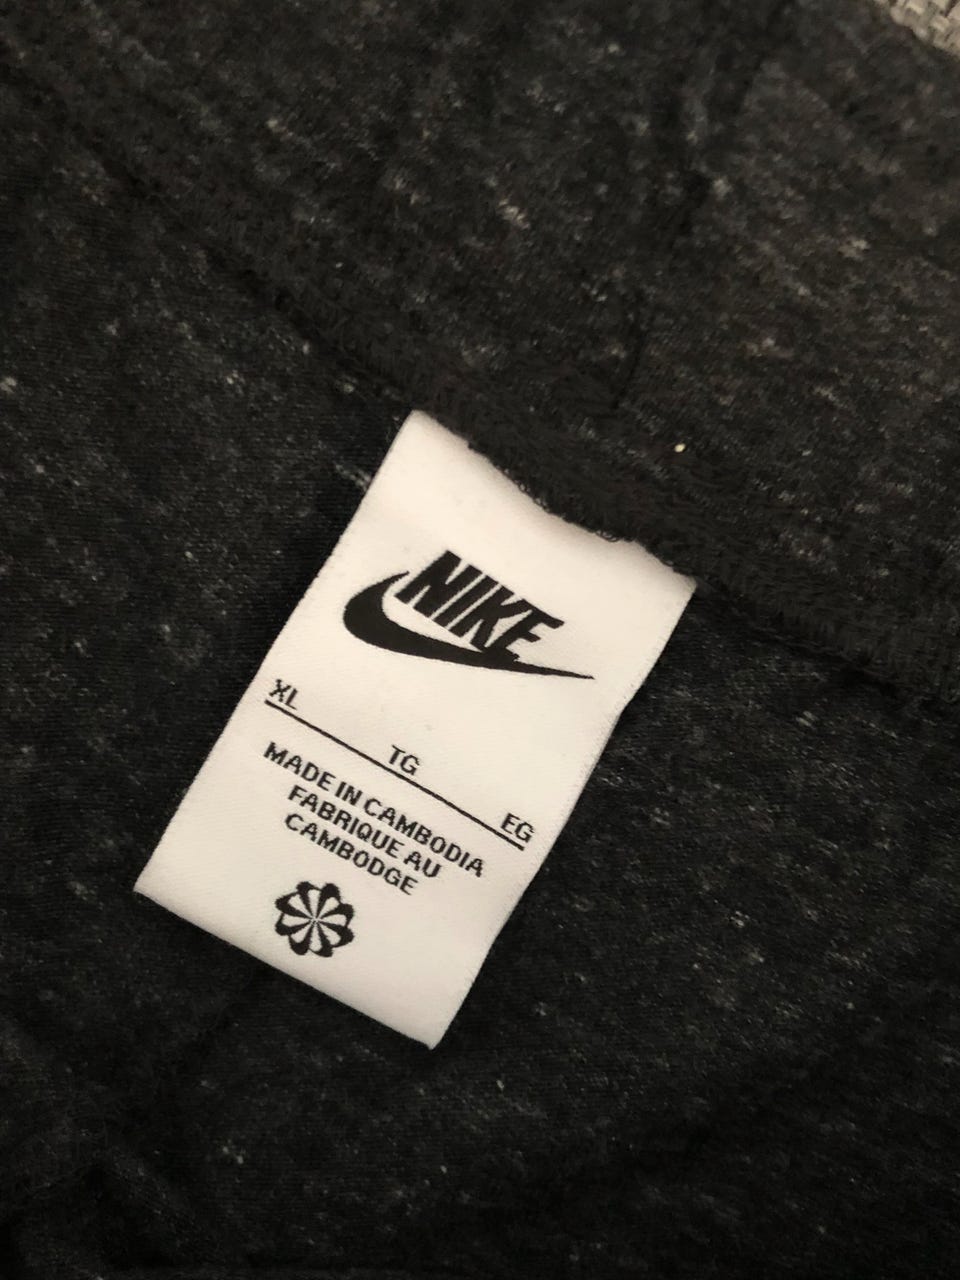 NIKE
XL TG EG
MADE IN CAMBODIA
FABRIQUE AU
CAMBODGE